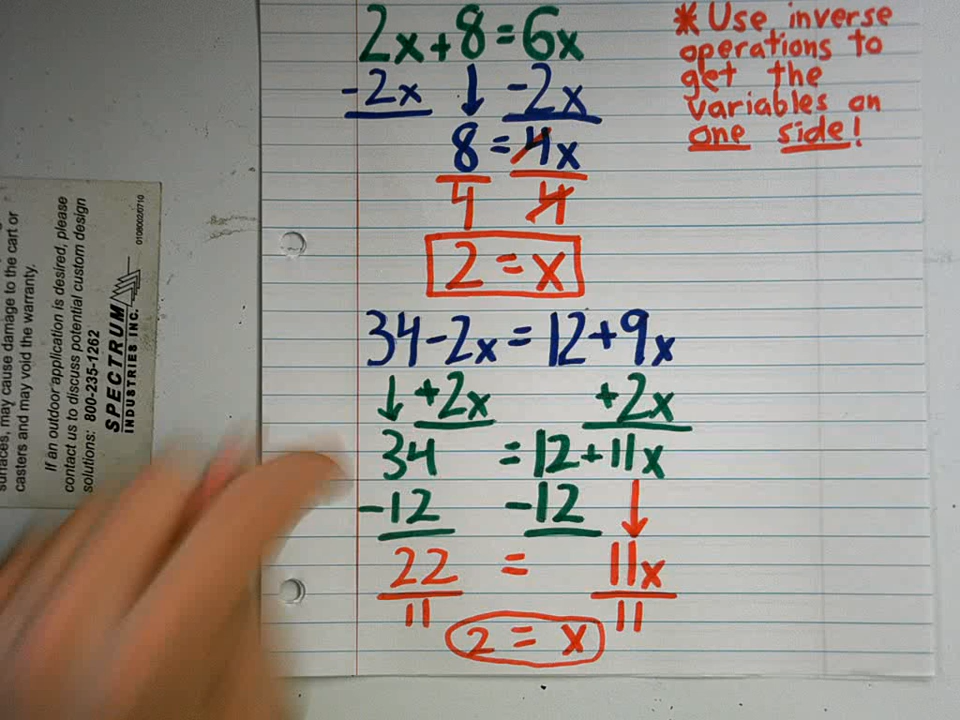 2x+8=6x
-2x ↓ -2x
8=4x
4 4
2=x
* Use inverse
operations to
get the
variables on
one side!
34-2x=12+9x
↓ +2x +2x
34 =12+11x
-12 -12 ↓
22 = 11x
11 11
2=x
surfaces, may cause damage to the cart or
casters and may void the warranty.
If an outdoor application is desired, please
contact us to discuss potential custom design
solutions: 800-235-1262
SPECTRUM
INDUSTRIES INC.